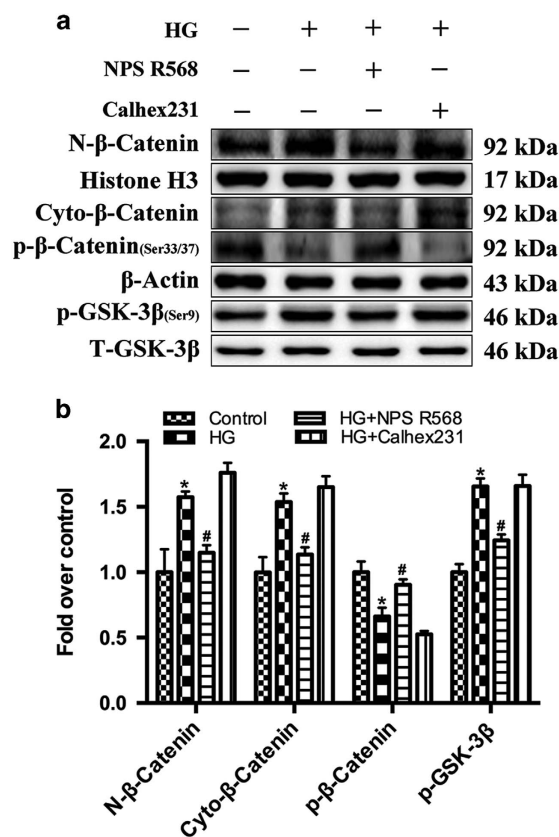 a
HG − + + +
NPS R568 − − + −
Calhex231 − − − +
N-β-Catenin 92 kDa
Histone H3 17 kDa
Cyto-β-Catenin 92 kDa
p-β-Catenin(Ser33/37) 92 kDa
β-Actin 43 kDa
p-GSK-3β(Ser9) 46 kDa
T-GSK-3β 46 kDa
b
Control HG+NPS R568
HG HG+Calhex231
Fold over control
2.0
1.5
1.0
0.5
0.0
* # * # * # * #
N-β-Catenin
Cyto-β-Catenin
p-β-Catenin
p-GSK-3β